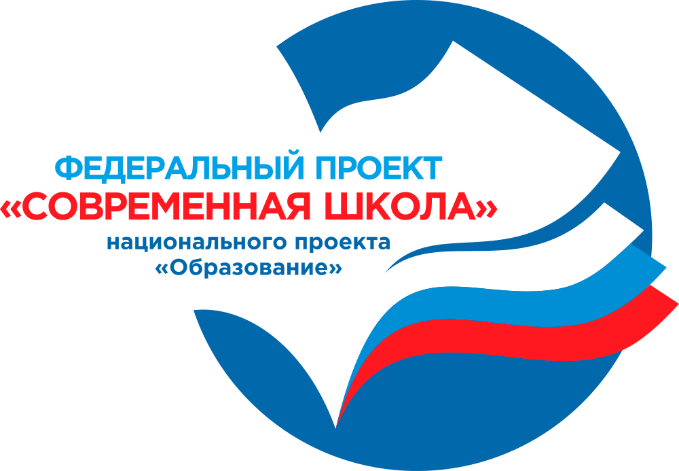 ФЕДЕРАЛЬНЫЙ ПРОЕКТ
«СОВРЕМЕННАЯ ШКОЛА»
национального проекта
«Образование»